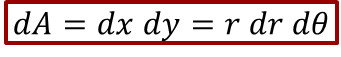 dA = dx dy = r dr dθ